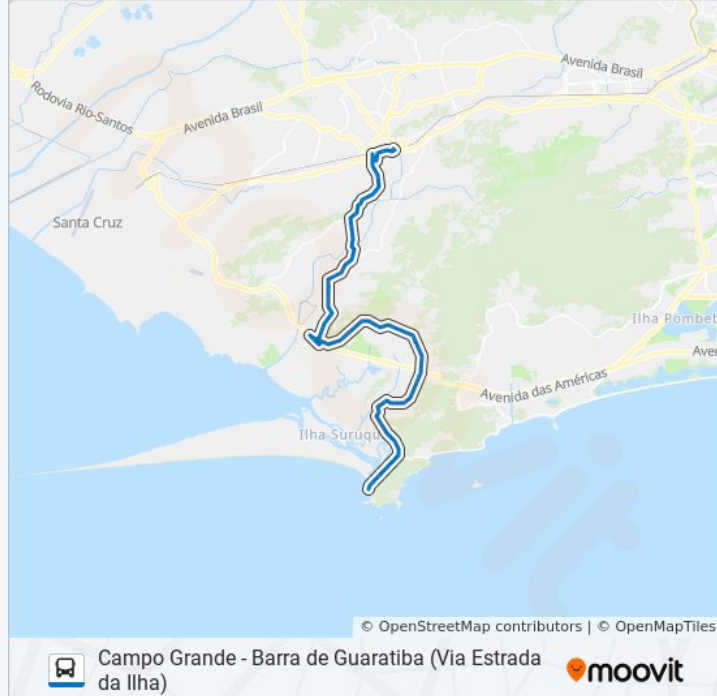 Avenida Brasil
Rodovia Rio-Santos
Avenida Brasil
Santa Cruz
Ilha Pombeb
Aver
Avenida das Américas
Ilha Suruqu
© OpenStreetMap contributors | © OpenMapTiles
Campo Grande - Barra de Guaratiba (Via Estrada
da Ilha)
moovit